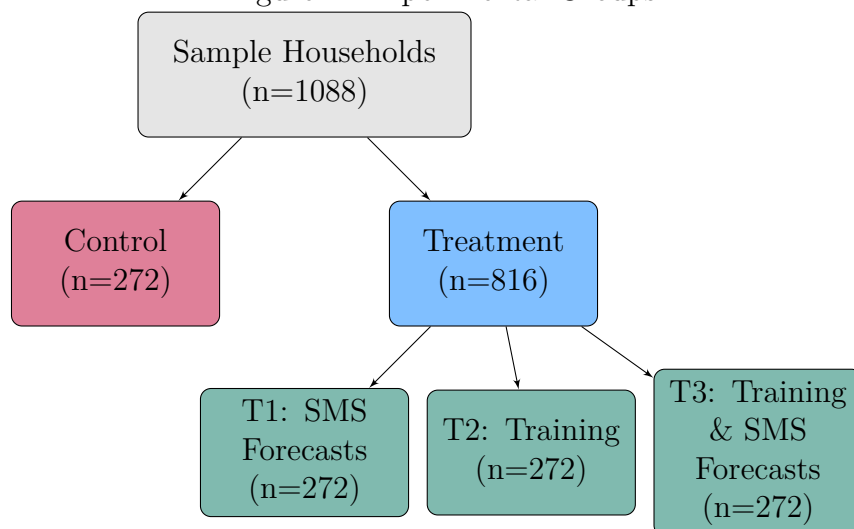 Sample Households
(n=1088)
Control
(n=272)
Treatment
(n=816)
T1: SMS
Forecasts
(n=272)
T2: Training
(n=272)
T3: Training
& SMS
Forecasts
(n=272)